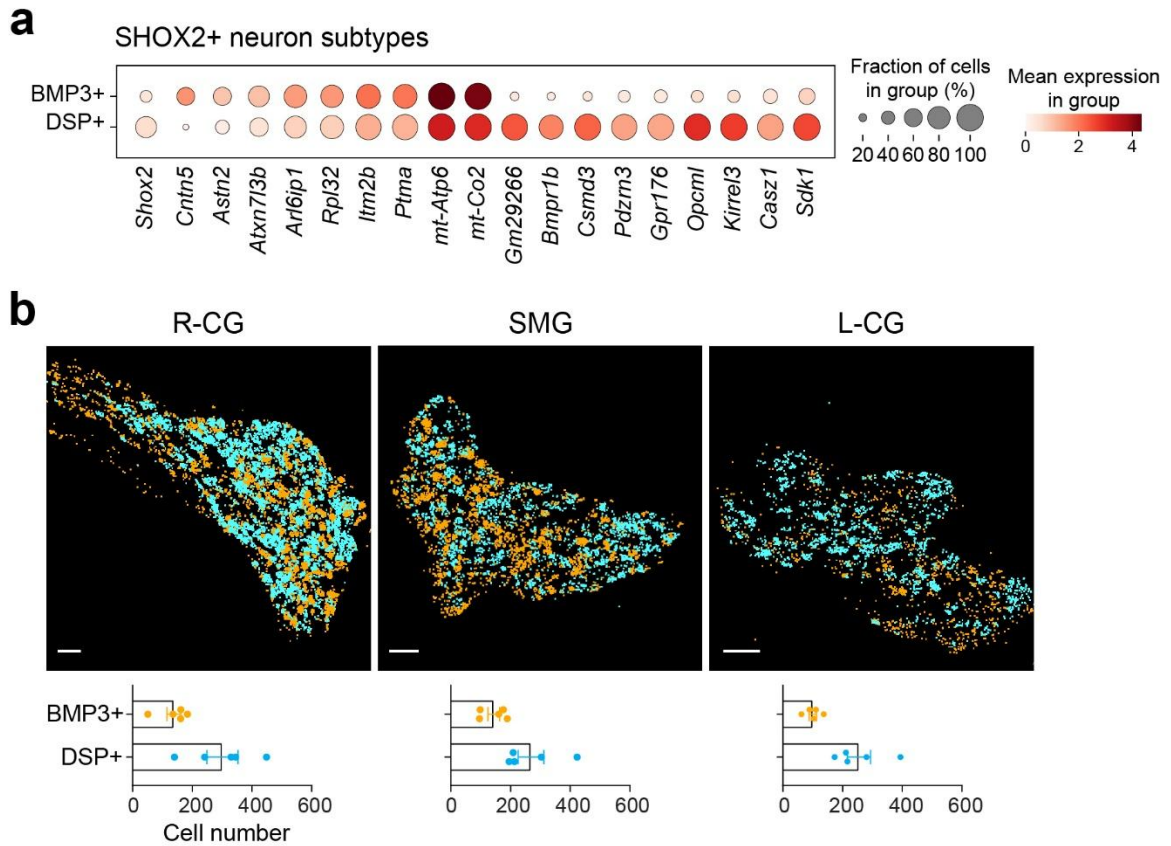 a
SHOX2+ neuron subtypes
BMP3+
DSP+
Shox2 Cntn5 Astn2 Atxn7l3b Arl6ip1 Rpl32 Itm2b Ptma mt-Atp6 mt-Co2 Gm29266 Bmpr1b Csmd3 Pdzrn3 Gpr176 Opcml Kirrel3 Casz1 Sdk1
Fraction of cells
in group (%)
20 40 60 80 100
Mean expression
in group
0 2 4
b
R-CG SMG L-CG
BMP3+
DSP+
0 200 400 600 0 200 400 600 0 200 400 600
Cell number